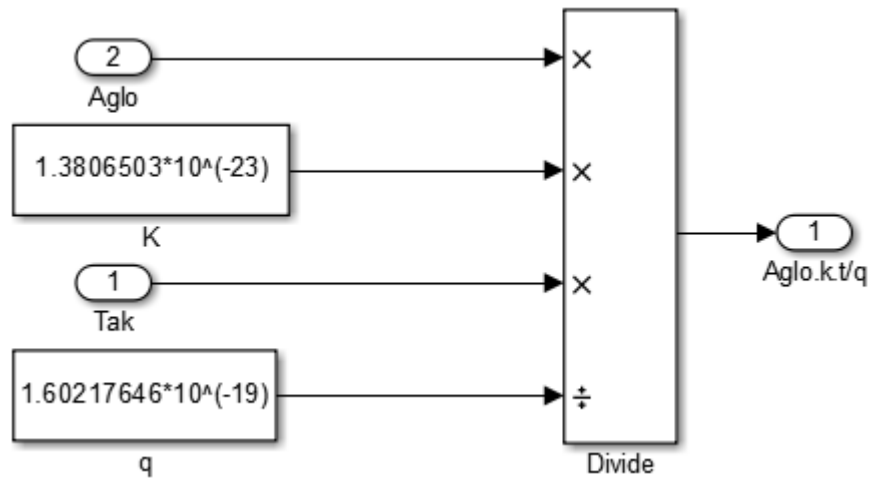 2
Aglo
1.3806503*10^(-23)
K
1
Tak
1.60217646*10^(-19)
q
×
×
×
÷
Divide
1
Aglo.k.t/q